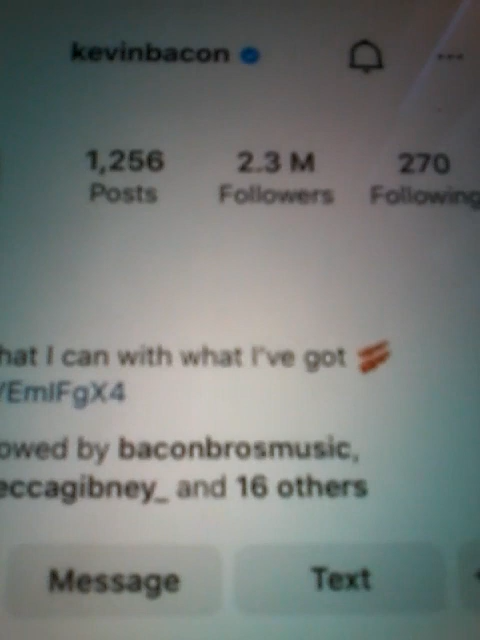 kevinbacon
1,256 2.3 M 270
Posts Followers Following
hat I can with what I've got
/EmIFgX4
owed by baconbrosmusic,
eccagibney_ and 16 others
Message Text